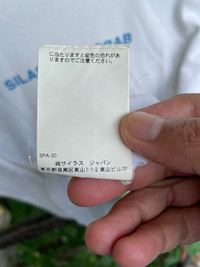 に当たりますと変色の恐れがあ
りますのでご注意ください。
SPA-20
㈱サイラス ジャパン
東京都目黒区東山1-1-2 東山ビル7F